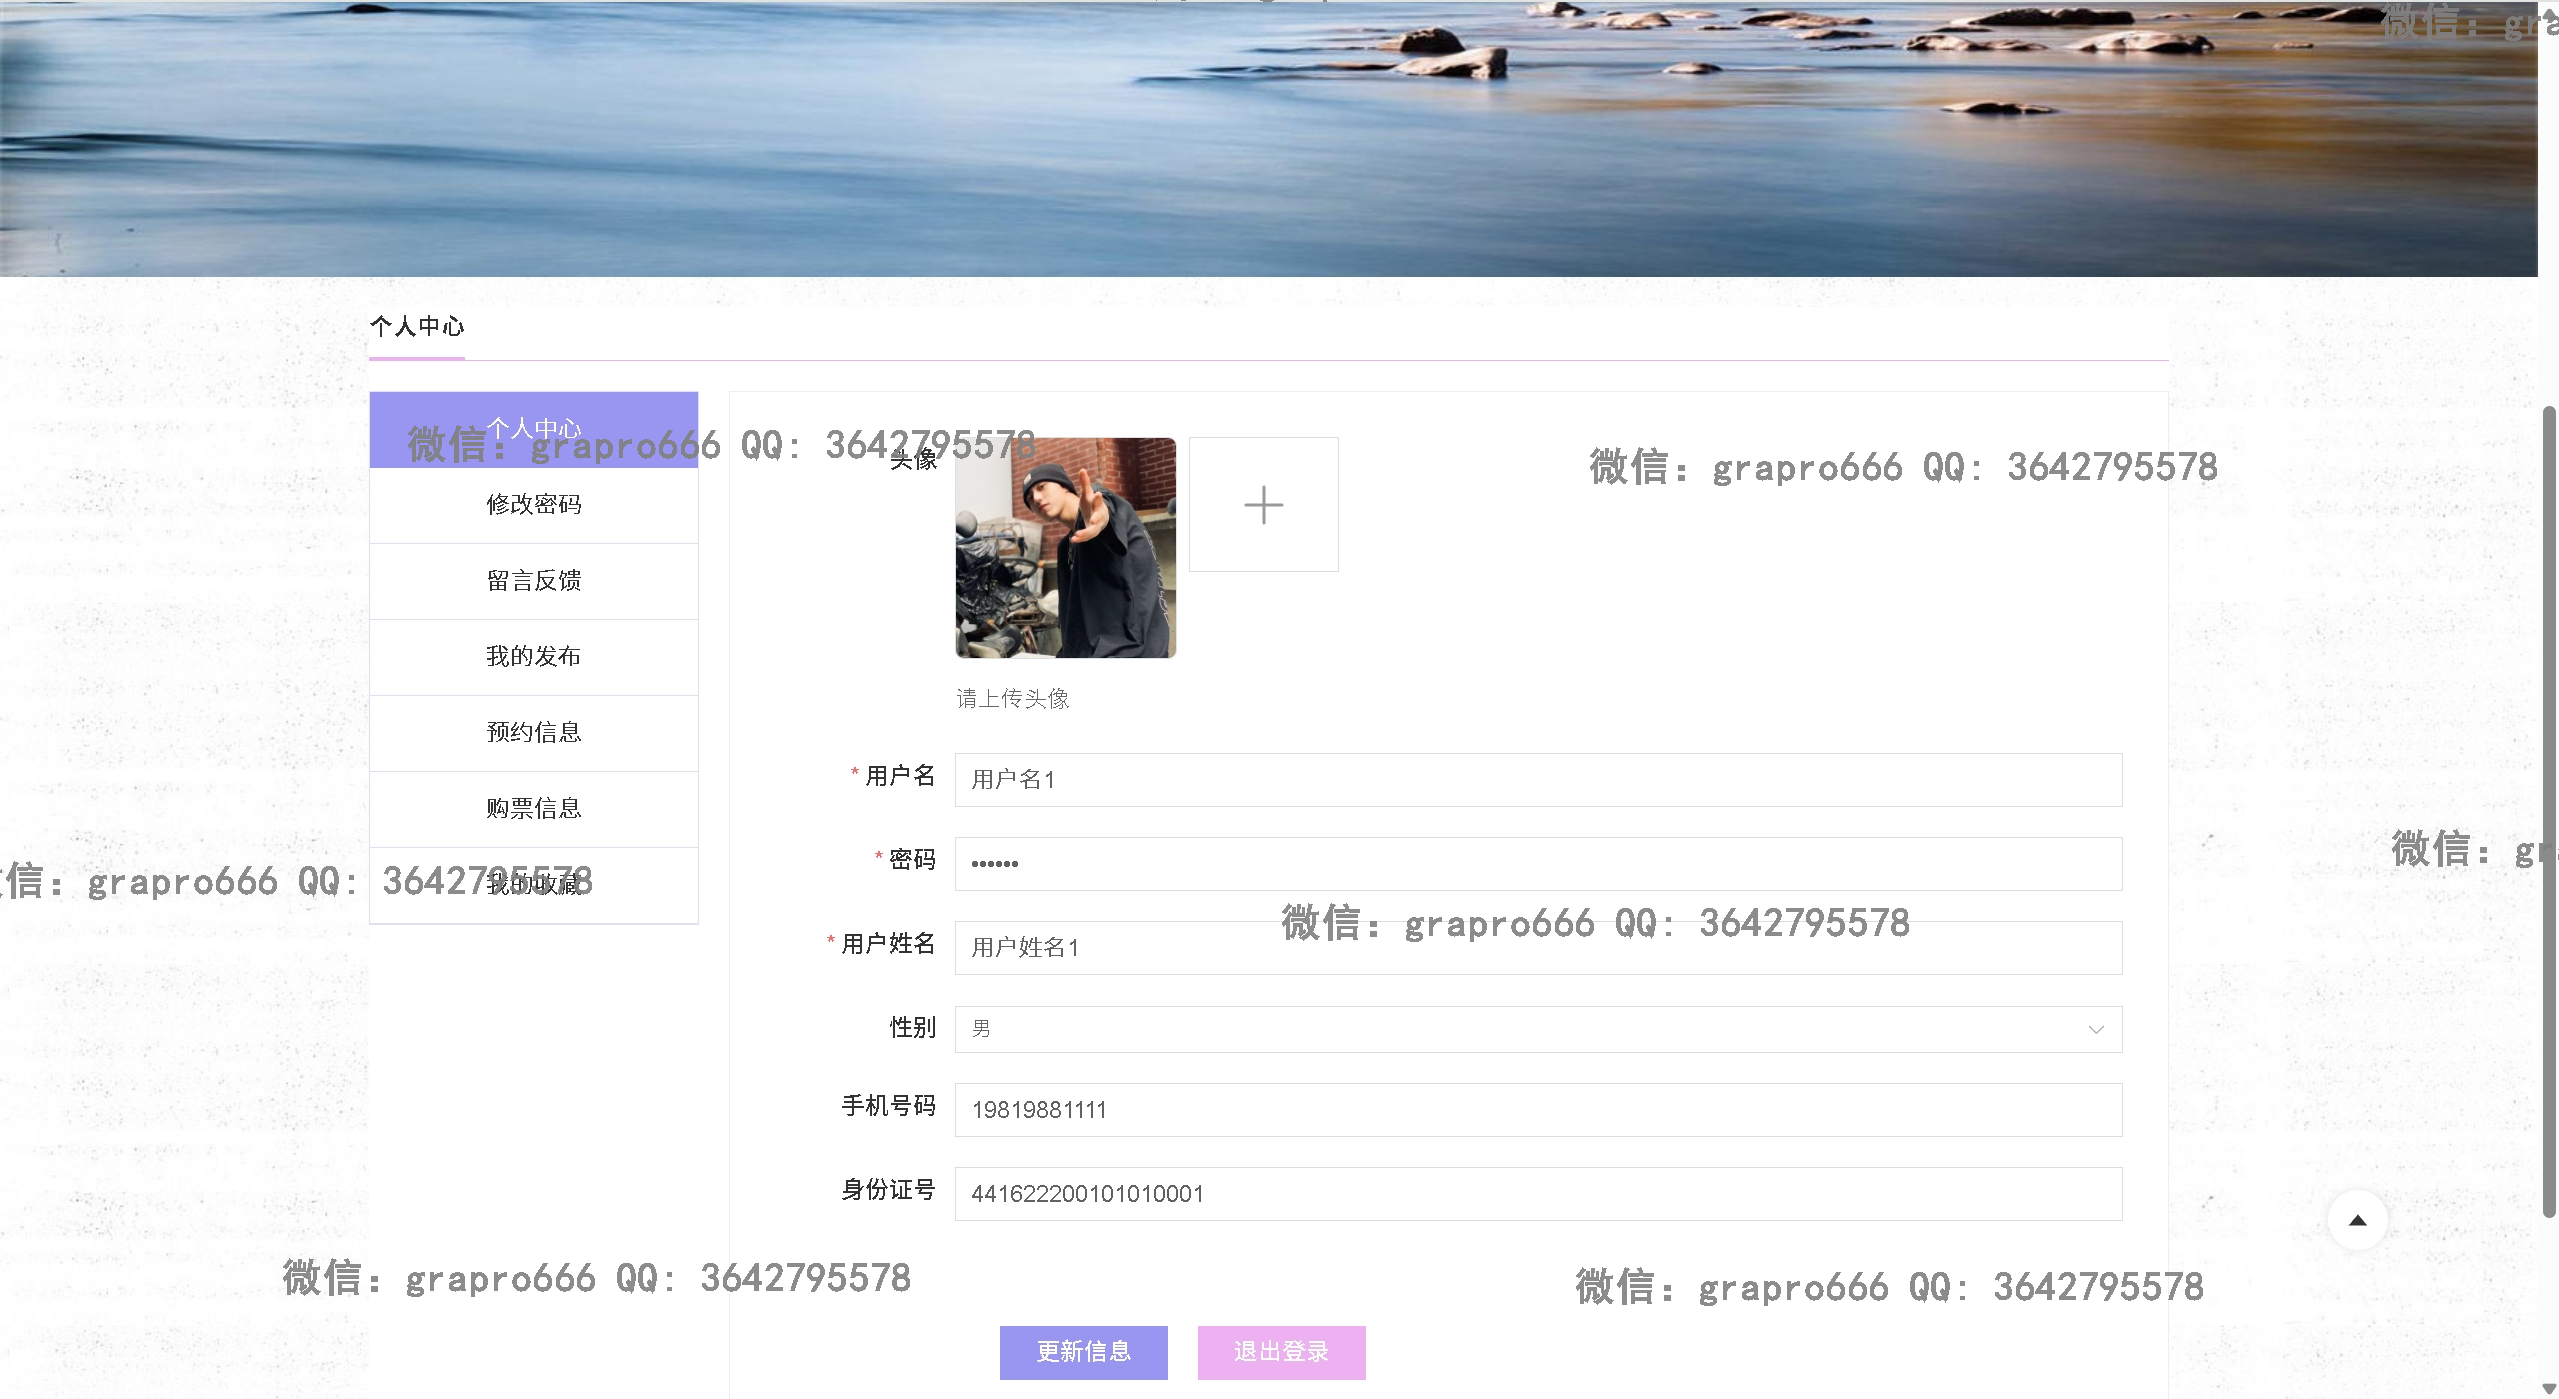 个人中心
个人中心
修改密码
留言反馈
我的发布
预约信息
购票信息
我的收藏
头像
请上传头像
* 用户名
用户名1
* 密码
••••••
* 用户姓名
用户姓名1
性别
男
手机号码
19819881111
身份证号
441622200101010001
更新信息
退出登录
微信: grapro666 QQ: 3642795578
微信: grapro666 QQ: 3642795578
信: grapro666 QQ: 3642795578
微信: grapro666 QQ: 3642795578
微信: gr
微信: grapro666 QQ: 3642795578
微信: grapro666 QQ: 3642795578
微信: gra